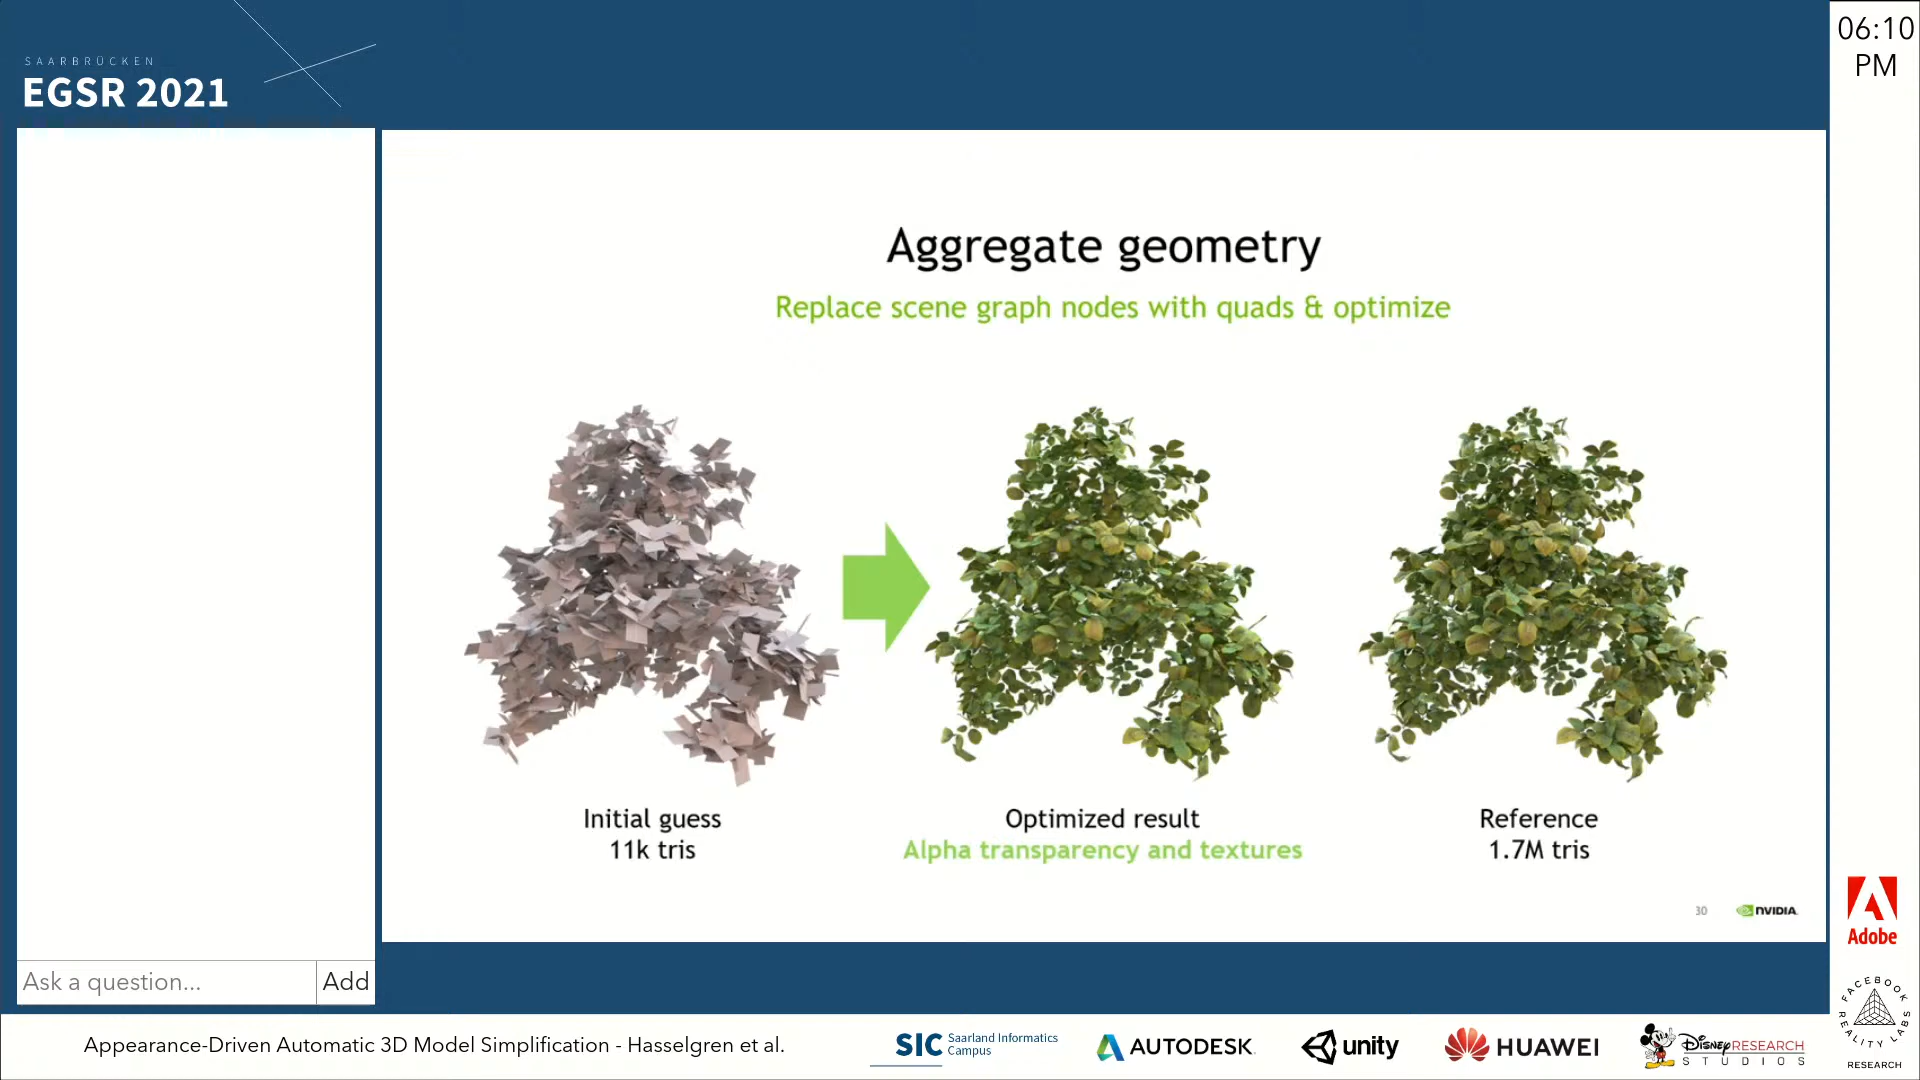 SAARBRÜCKEN
EGSR 2021
06:10
PM
Aggregate geometry
Replace scene graph nodes with quads & optimize
Initial guess
11k tris
Optimized result
Alpha transparency and textures
Reference
1.7M tris
30
NVIDIA
Ask a question...
Add
Adobe
FACEBOOK
REALITY LABS
RESEARCH
Appearance-Driven Automatic 3D Model Simplification - Hasselgren et al.
SIC
Saarland Informatics
Campus
AUTODESK
unity
HUAWEI
DISNEY RESEARCH
STUDIOS